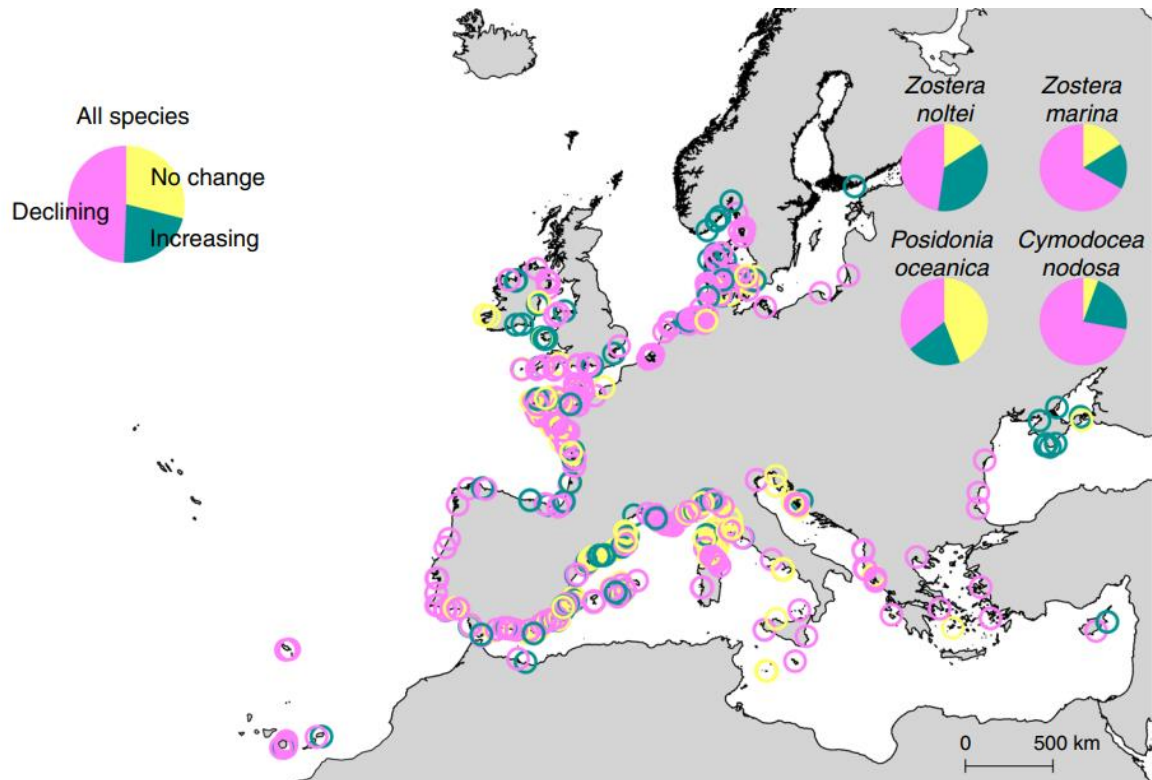 All species
No change
Declining
Increasing
Zostera
noltei
Zostera
marina
Posidonia
oceanica
Cymodocea
nodosa
0
500 km